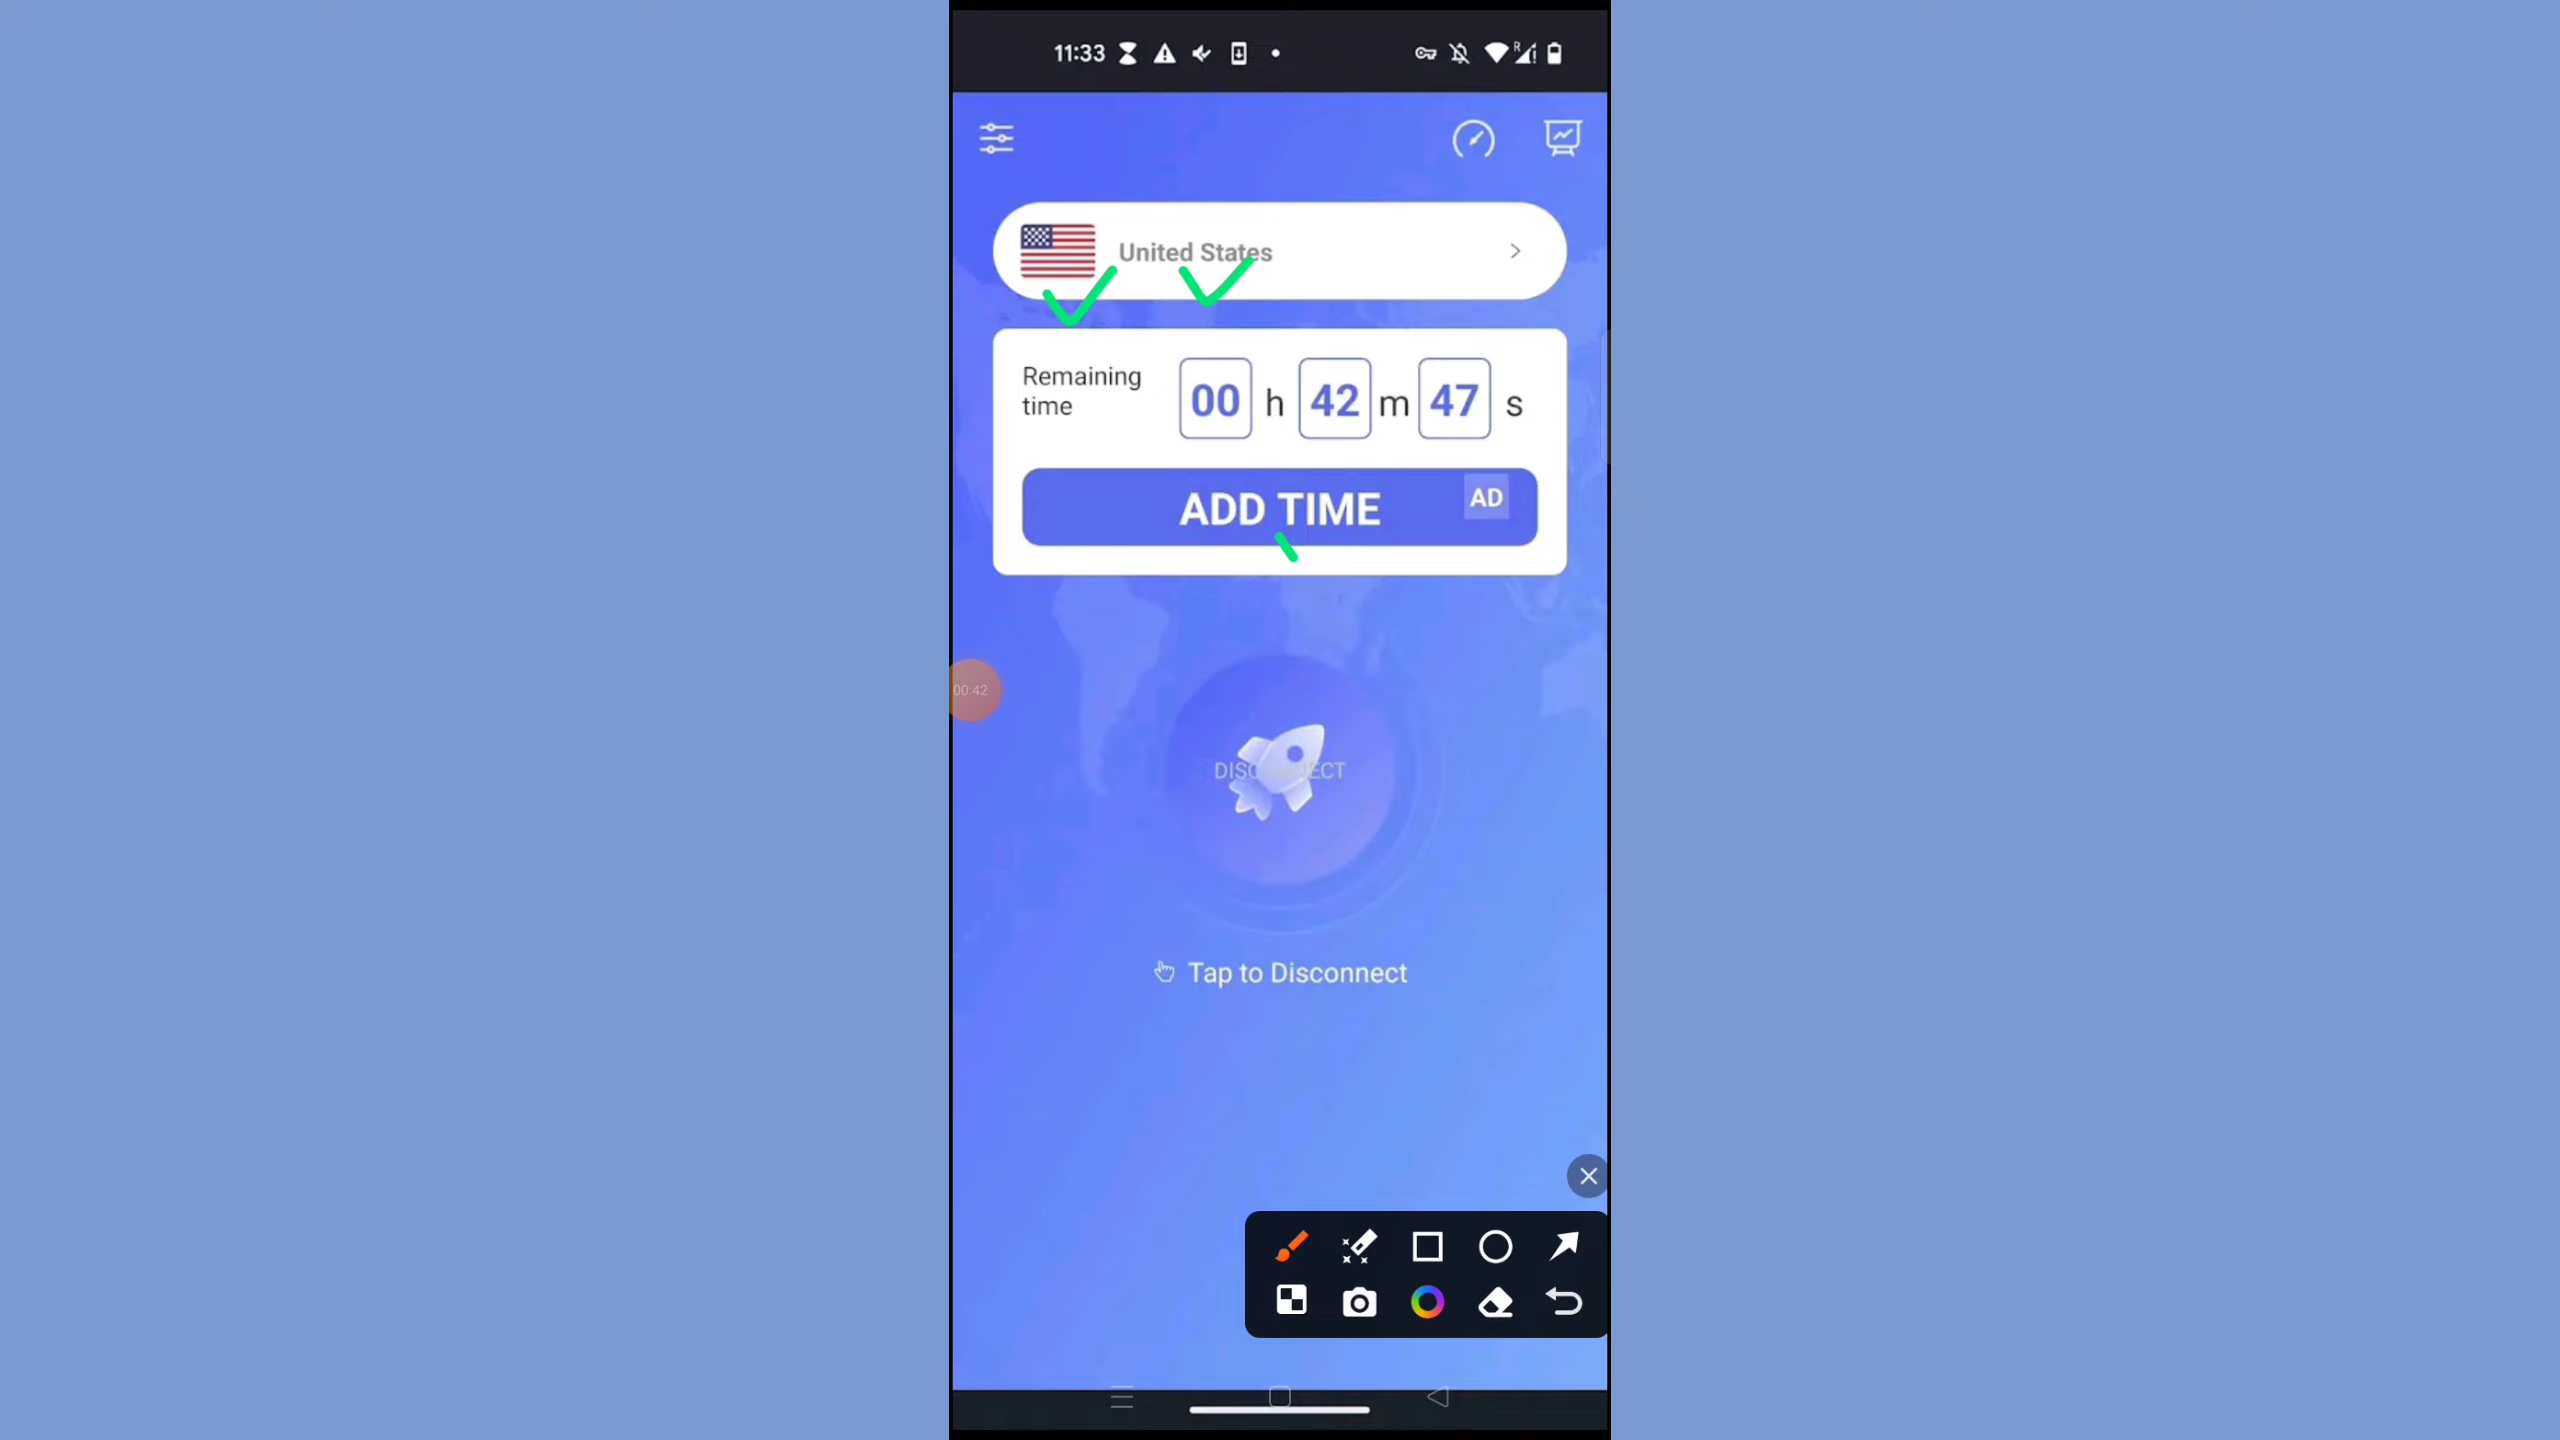 11:33
United States
Remaining time
00 h 42 m 47 s
ADD TIME AD
00:42
DISCONNECT
Tap to Disconnect